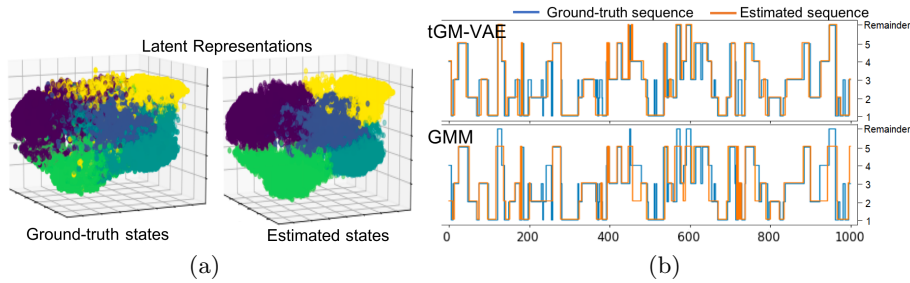 Latent Representations
Ground-truth states
Estimated states
(a)
Ground-truth sequence Estimated sequence
tGM-VAE
Remainder
5
4
3
2
1
GMM
Remainder
5
4
3
2
1
0 200 400 600 800 1000
(b)